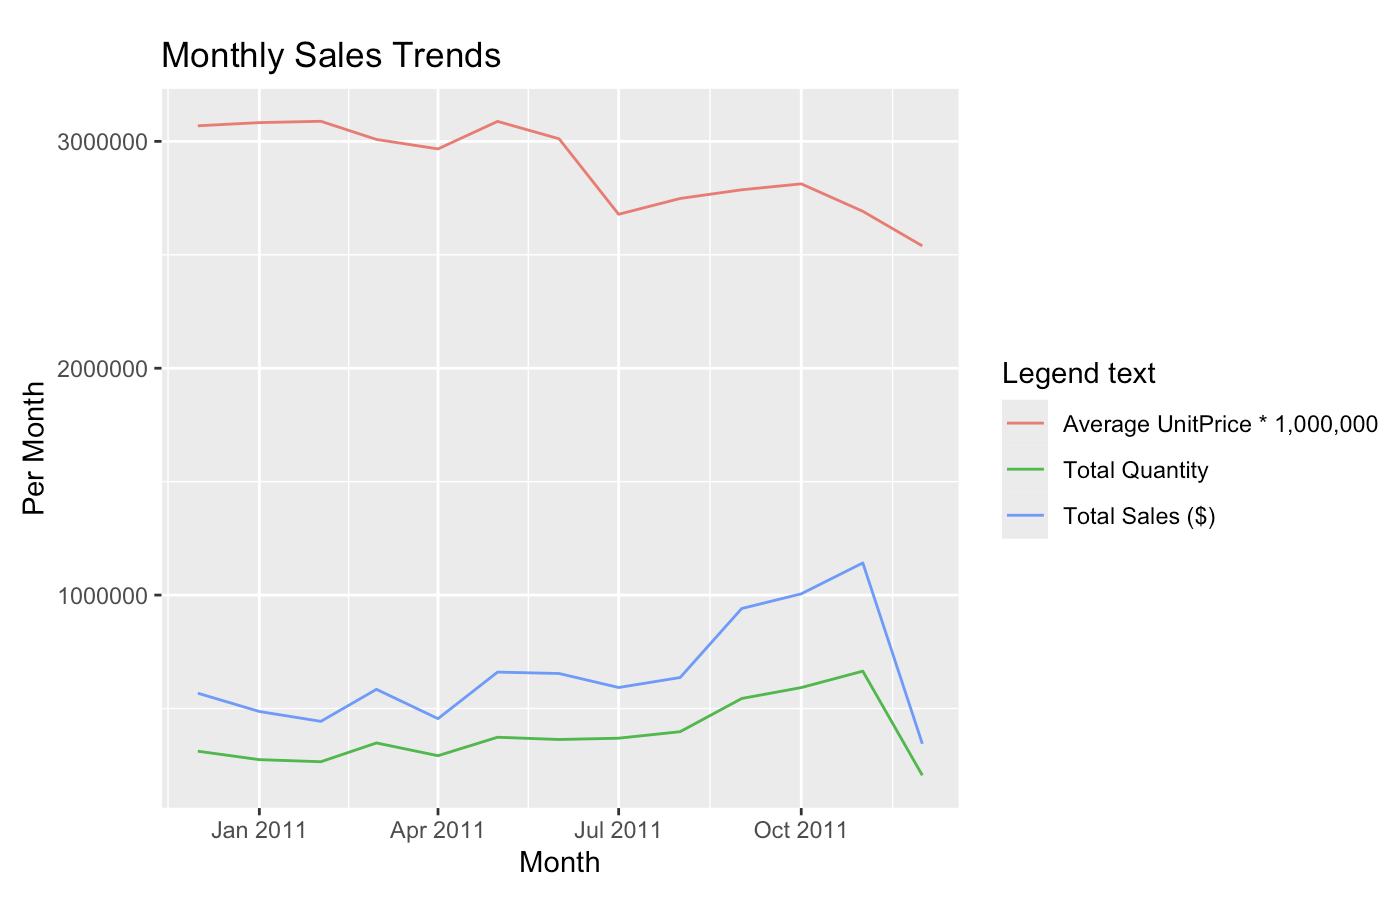 Monthly Sales Trends
Per Month
3000000
2000000
1000000
Jan 2011
Apr 2011
Jul 2011
Oct 2011
Month
Legend text
Average UnitPrice * 1,000,000
Total Quantity
Total Sales ($)